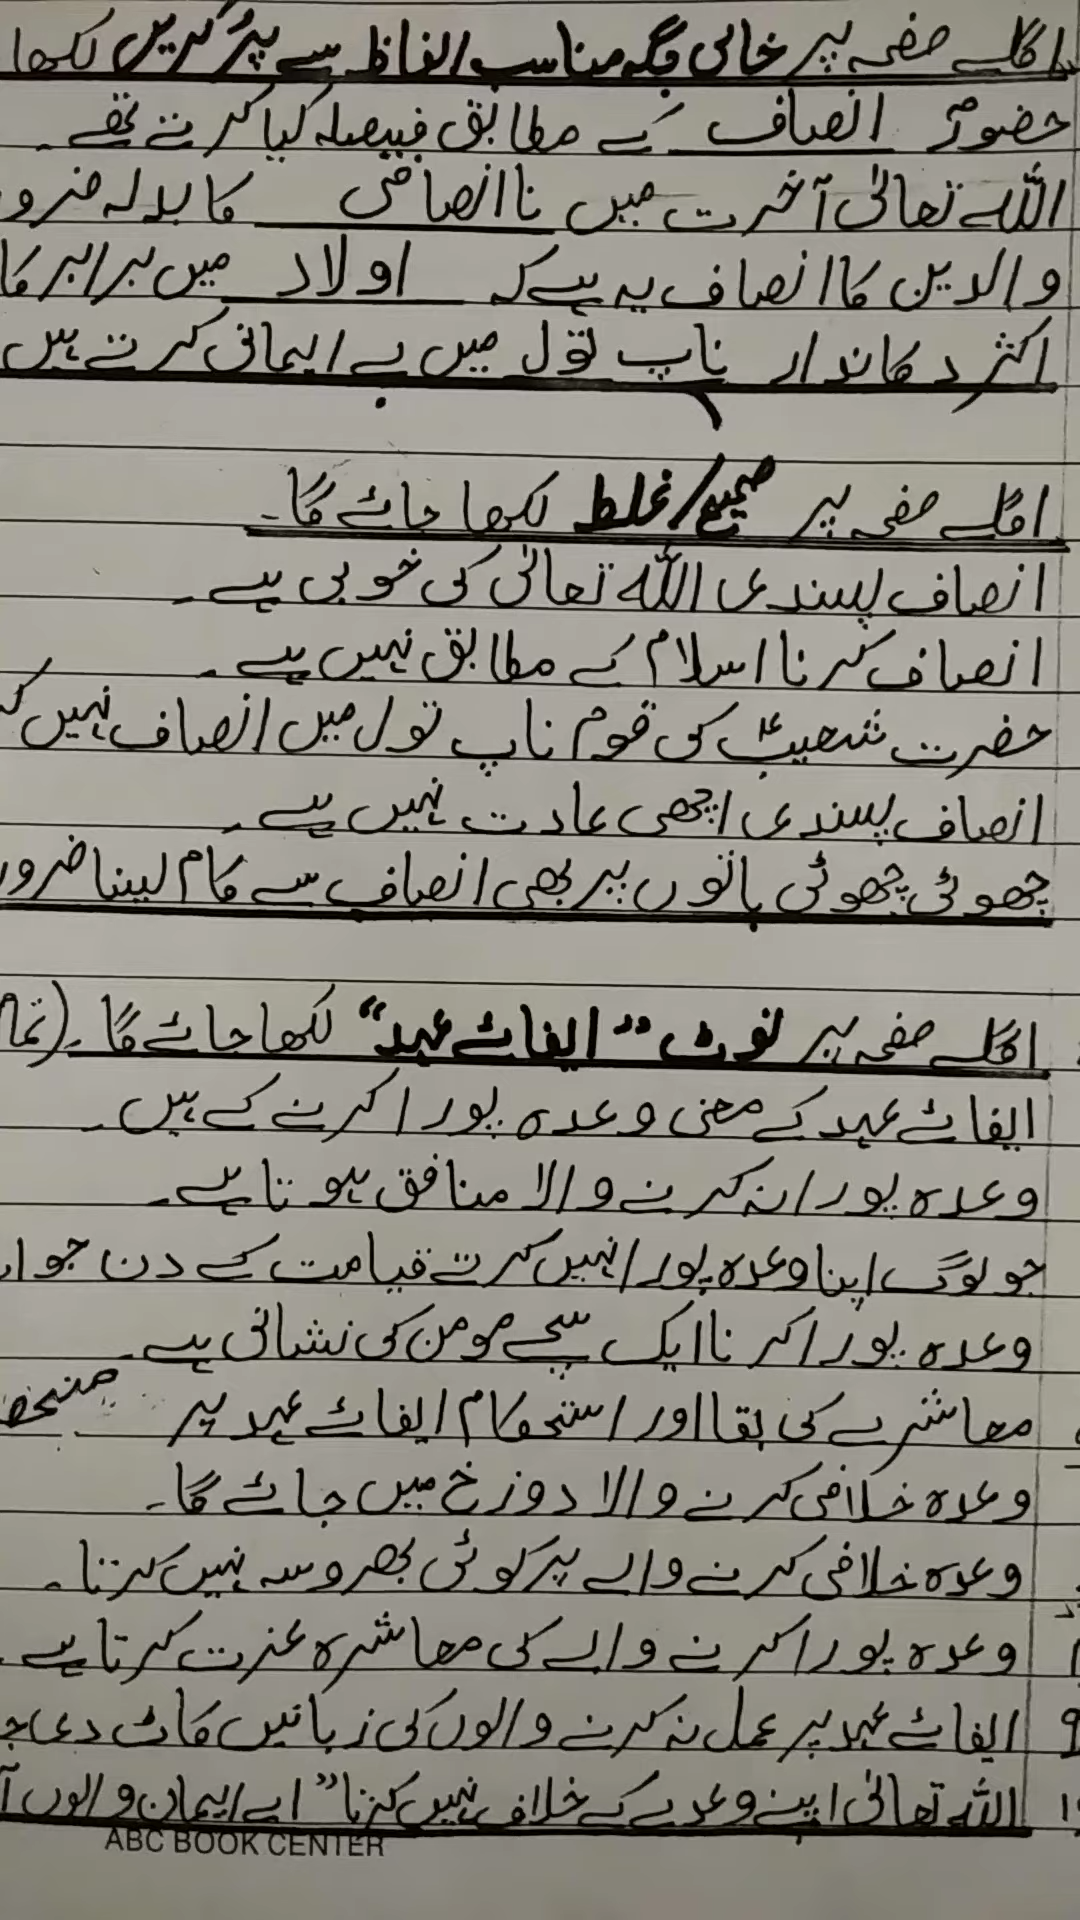 اگلے صفحہ پر خالی جگہ مناسب الفاظ سے پُر کریں لکھا
حضورؐ انصاف کے مطابق فیصلہ کیا کرتے تھے۔
اللہ تعالیٰ آخرت میں ناانصافی کا بدلہ ضرو
والدین کا انصاف یہ ہے کہ اولاد میں برابر کا
اکثر دکاندار ناپ تول میں بے ایمانی کرتے ہیں
اگلے صفحہ پر صحیح/غلط لکھا جائے گا۔
انصاف پسندی اللہ تعالیٰ کی خوبی ہے۔
انصاف کرنا اسلام کے مطابق نہیں ہے۔
حضرت شعیبؑ کی قوم ناپ تول میں انصاف نہیں کر
انصاف پسندی اچھی عادت نہیں ہے۔
چھوٹی چھوٹی باتوں پر بھی انصاف سے کام لینا ضرور
اگلے صفحہ پر نوٹ "ایفائے عہد" لکھا جائے گا۔ (تما
ایفائے عہد کے معنی وعدہ پورا کرنے کے ہیں۔
وعدہ پورا نہ کرنے والا منافق ہوتا ہے۔
جو لوگ اپنا وعدہ پورا نہیں کرتے قیامت کے دن جوا
وعدہ پورا کرنا ایک سچے مومن کی نشانی ہے۔
معاشرے کی بقا اور استحکام ایفائے عہد پر منحصر
وعدہ خلافی کرنے والا دوزخ میں جائے گا۔
وعدہ خلافی کرنے والے پر کوئی بھروسہ نہیں کرتا۔
وعدہ پورا کرنے والے کی معاشرہ عزت کرتا ہے۔
۹ ایفائے عہد پر عمل نہ کرنے والوں کی زبانیں کاٹ دی ج
اللہ تعالیٰ اپنے وعدے کے خلاف نہیں کرتا "اے ایمان والوں آ
ABC BOOK CENTER